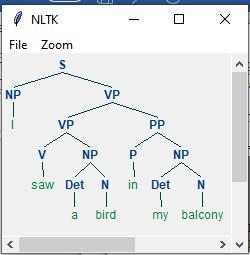 NLTK
File Zoom
S
NP VP
I
VP PP
V NP P NP
saw Det N in Det N
a bird my balcony